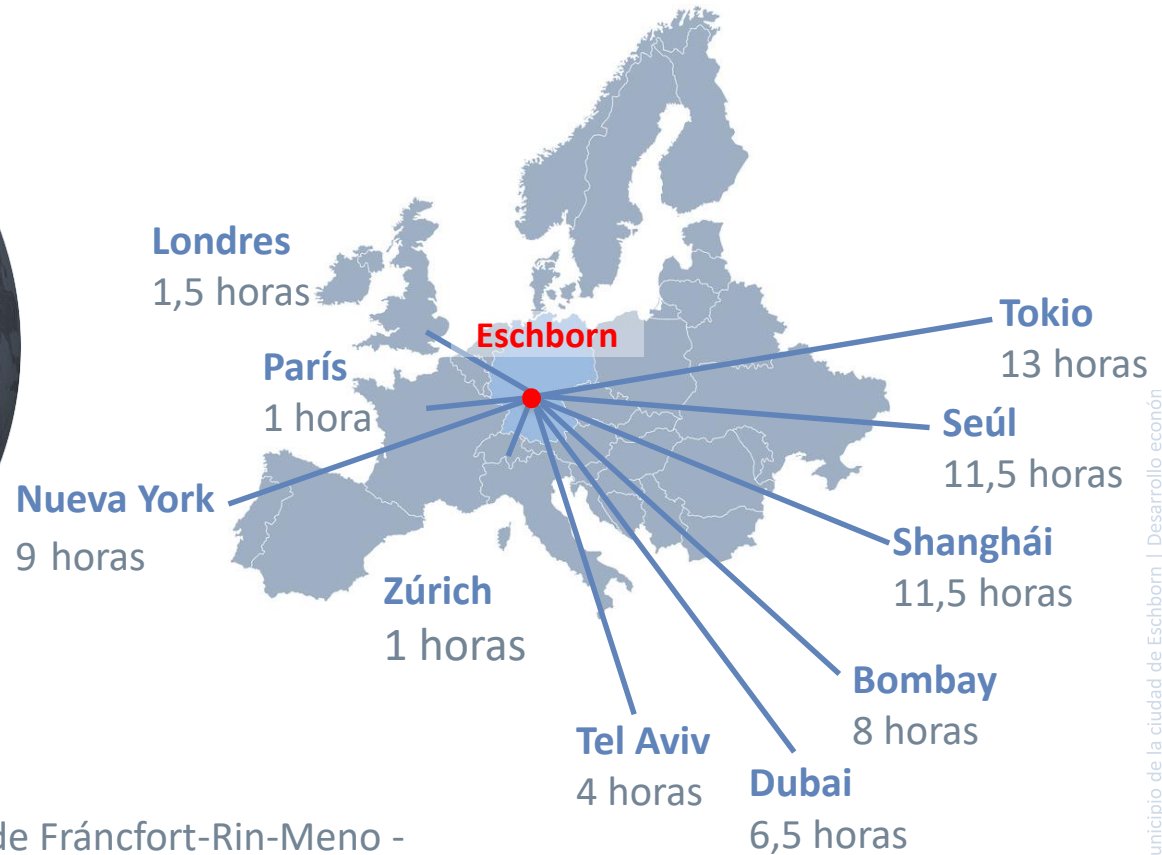 Londres
1,5 horas
Eschborn
París
1 hora
Tokio
13 horas
Seúl
11,5 horas
Nueva York
9 horas
Shanghái
11,5 horas
Zúrich
1 horas
Bombay
8 horas
Tel Aviv
4 horas
Dubai
6,5 horas
de Fráncfort-Rin-Meno -
unicipio de la ciudad de Eschborn | Desarrollo econón